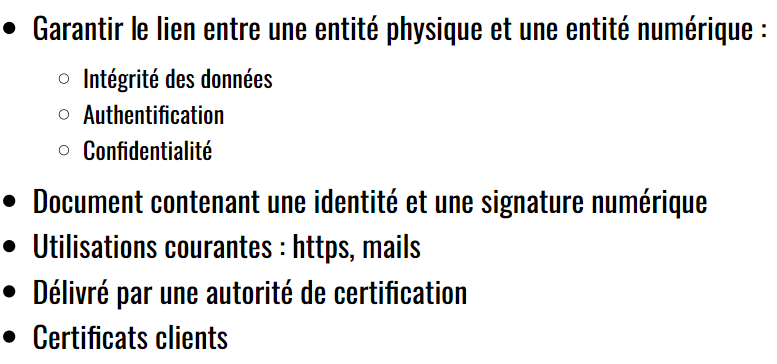 Garantir le lien entre une entité physique et une entité numérique :
Intégrité des données
Authentification
Confidentialité
Document contenant une identité et une signature numérique
Utilisations courantes : https, mails
Délivré par une autorité de certification
Certificats clients